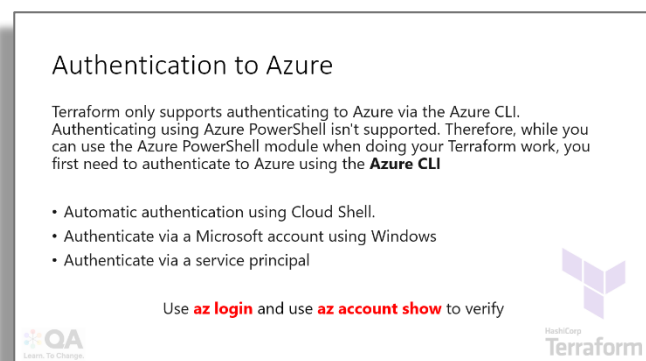 Authentication to Azure
Terraform only supports authenticating to Azure via the Azure CLI.
Authenticating using Azure PowerShell isn't supported. Therefore, while you
can use the Azure PowerShell module when doing your Terraform work, you
first need to authenticate to Azure using the Azure CLI
• Automatic authentication using Cloud Shell.
• Authenticate via a Microsoft account using Windows
• Authenticate via a service principal
Use az login and use az account show to verify
QA
Learn. To Change.
HashiCorp
Terraform